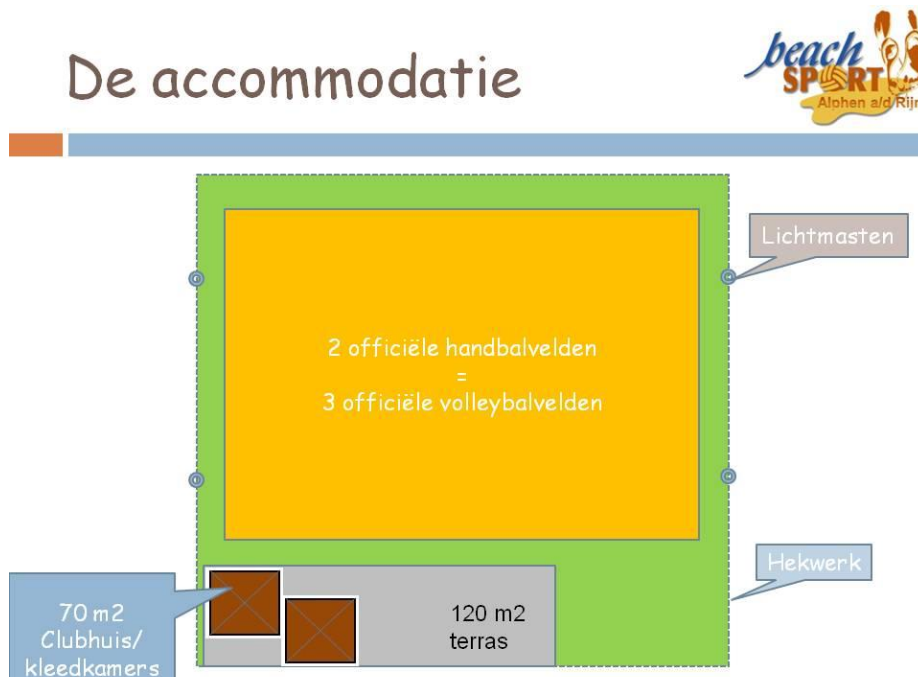 De accommodatie
beach
SPORT
Alphen a/d Rijn
Lichtmasten
2 officiële handbalvelden
=
3 officiële volleybalvelden
Hekwerk
70 m2
Clubhuis/
kleedkamers
120 m2
terras